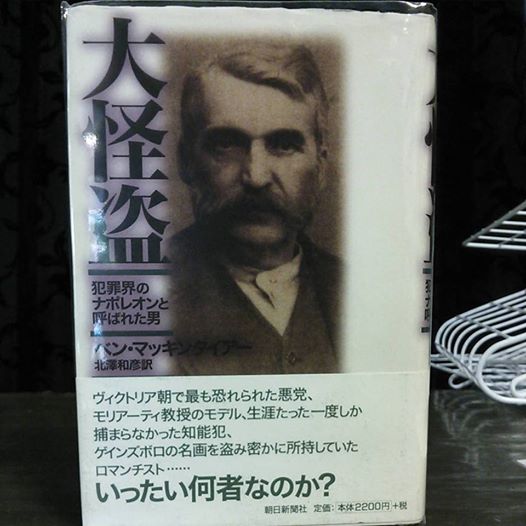 大怪盗
犯罪界の
ナポレオンと
呼ばれた男
ベン・マッキンタイアー
北澤和彦訳
ヴィクトリア朝で最も恐れられた悪党、
モリアーティ教授のモデル、生涯たった一度しか
捕まらなかった知能犯、
ゲインズボロの名画を盗み密かに所持していた
ロマンチスト……
いったい何者なのか?
朝日新聞社 定価:本体2200円+税